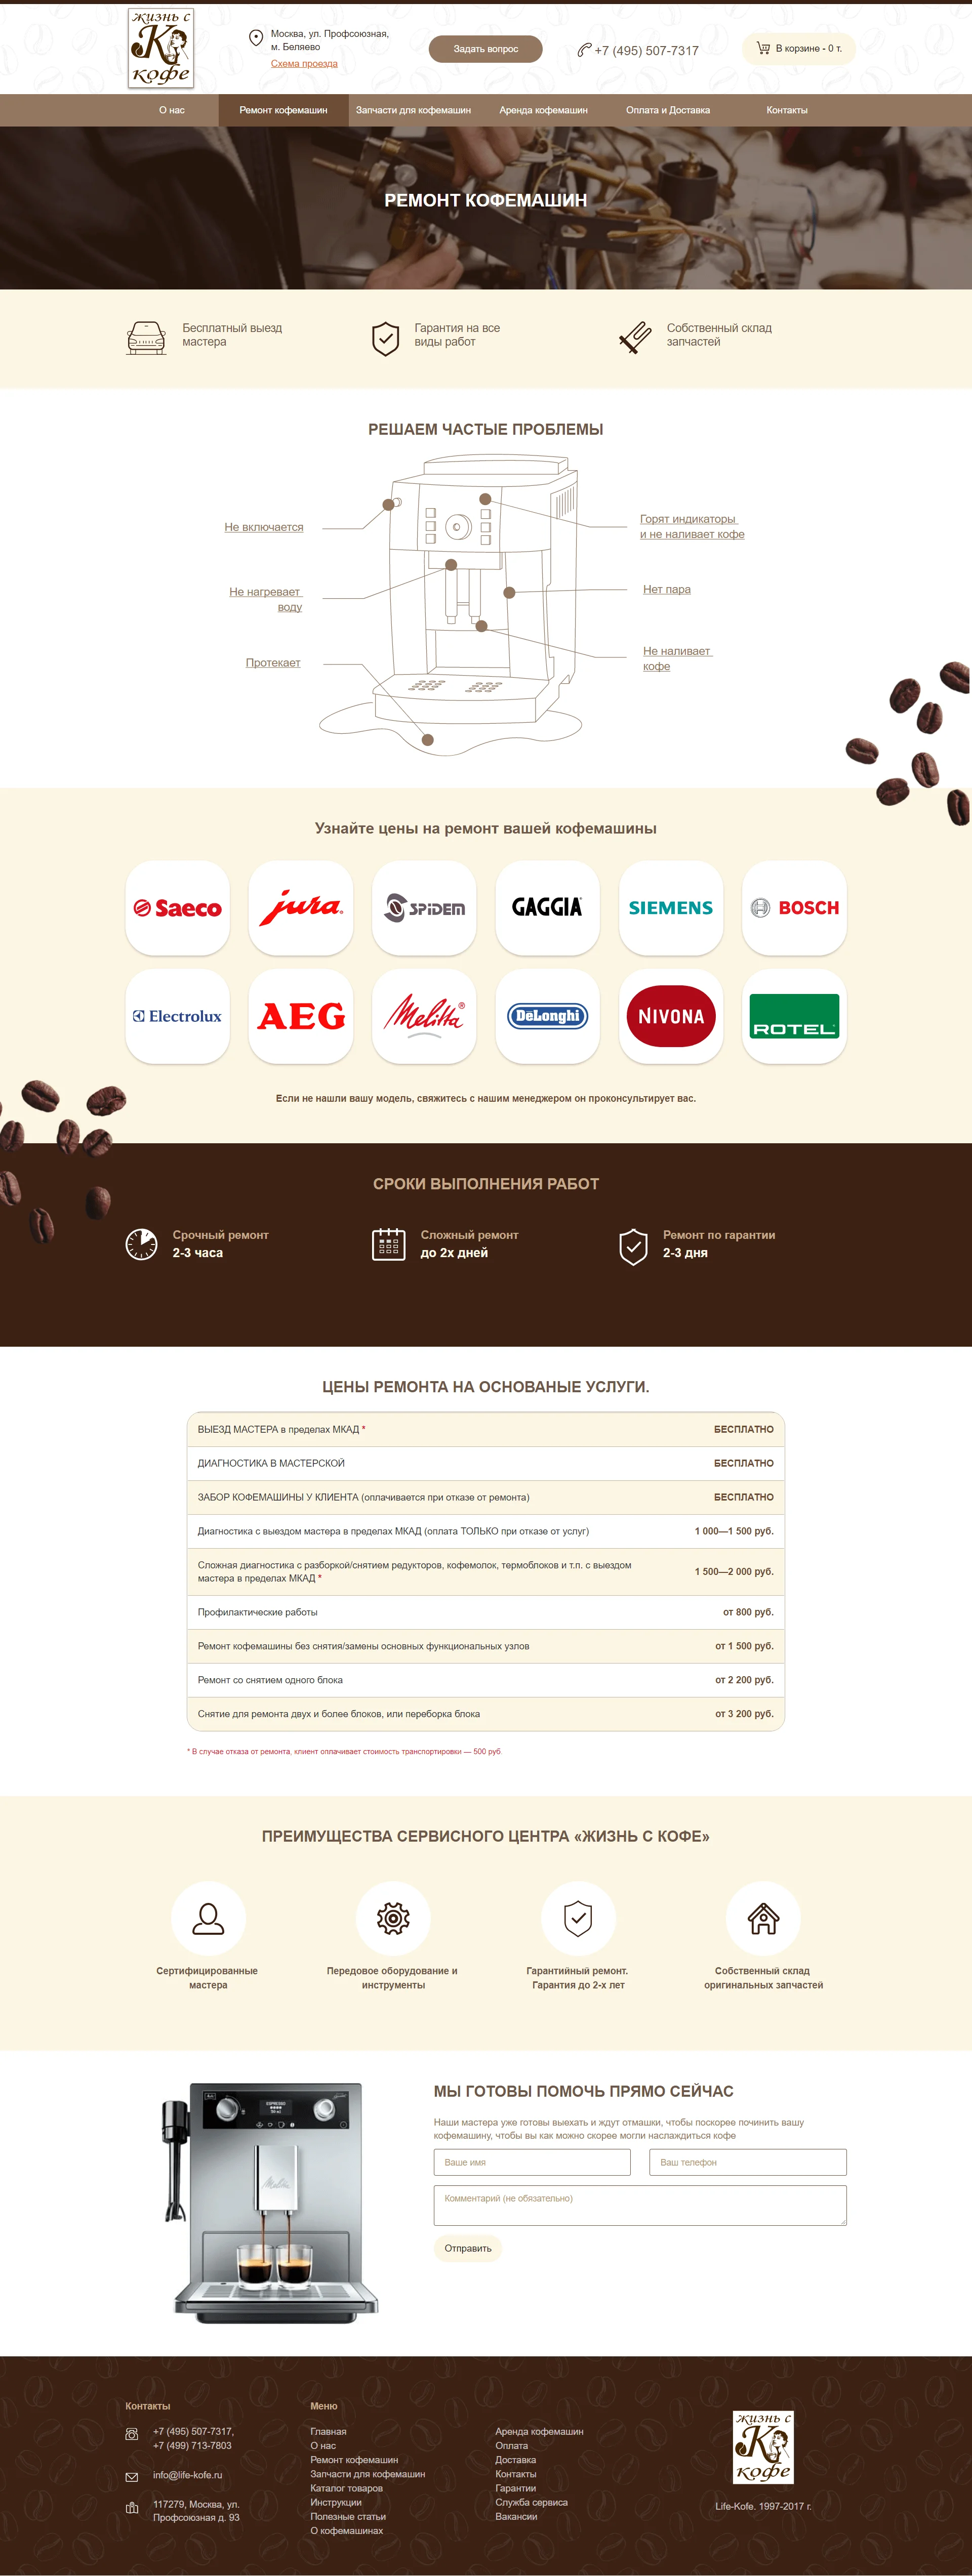 жизнь с
К
кофе
Москва, ул. Профсоюзная,
м. Беляево
Схема проезда
Задать вопрос
+7 (495) 507-7317
В корзине - 0 т.
О нас
Ремонт кофемашин
Запчасти для кофемашин
Аренда кофемашин
Оплата и Доставка
Контакты
РЕМОНТ КОФЕМАШИН
Бесплатный выезд
мастера
Гарантия на все
виды работ
Собственный склад
запчастей
РЕШАЕМ ЧАСТЫЕ ПРОБЛЕМЫ
Не включается
Горят индикаторы
и не наливает кофе
Не нагревает
воду
Нет пара
Протекает
Не наливает
кофе
Узнайте цены на ремонт вашей кофемашины
Saeco
jura
SPIDEM
GAGGIA
SIEMENS
BOSCH
Electrolux
AEG
Melitta®
DeLonghi
NIVONA
ROTEL
Если не нашли вашу модель, свяжитесь с нашим менеджером он проконсультирует вас.
СРОКИ ВЫПОЛНЕНИЯ РАБОТ
Срочный ремонт
2-3 часа
Сложный ремонт
до 2х дней
Ремонт по гарантии
2-3 дня
ЦЕНЫ РЕМОНТА НА ОСНОВАНЫЕ УСЛУГИ.
ВЫЕЗД МАСТЕРА в пределах МКАД * БЕСПЛАТНО
ДИАГНОСТИКА В МАСТЕРСКОЙ БЕСПЛАТНО
ЗАБОР КОФЕМАШИНЫ У КЛИЕНТА (оплачивается при отказе от ремонта) БЕСПЛАТНО
Диагностика с выездом мастера в пределах МКАД (оплата ТОЛЬКО при отказе от услуг) 1 000—1 500 руб.
Сложная диагностика с разборкой/снятием редукторов, кофемолок, термоблоков и т.п. с выездом
мастера в пределах МКАД * 1 500—2 000 руб.
Профилактические работы от 800 руб.
Ремонт кофемашины без снятия/замены основных функциональных узлов от 1 500 руб.
Ремонт со снятием одного блока от 2 200 руб.
Снятие для ремонта двух и более блоков, или переборка блока от 3 200 руб.
* В случае отказа от ремонта, клиент оплачивает стоимость транспортировки — 500 руб.
ПРЕИМУЩЕСТВА СЕРВИСНОГО ЦЕНТРА «ЖИЗНЬ С КОФЕ»
Сертифицированные
мастера
Передовое оборудование и
инструменты
Гарантийный ремонт.
Гарантия до 2-х лет
Собственный склад
оригинальных запчастей
МЫ ГОТОВЫ ПОМОЧЬ ПРЯМО СЕЙЧАС
Наши мастера уже готовы выехать и ждут отмашки, чтобы поскорее починить вашу
кофемашину, чтобы вы как можно скорее могли наслаждиться кофе
Ваше имя
Ваш телефон
Комментарий (не обязательно)
Отправить
ESPRESSO
Melitta
Контакты
+7 (495) 507-7317,
+7 (499) 713-7803
info@life-kofe.ru
117279, Москва, ул.
Профсоюзная д. 93
Меню
Главная
О нас
Ремонт кофемашин
Запчасти для кофемашин
Каталог товаров
Инструкции
Полезные статьи
О кофемашинах
Аренда кофемашин
Оплата
Доставка
Контакты
Гарантии
Служба сервиса
Вакансии
жизнь с
К
кофе
Life-Kofe. 1997-2017 г.